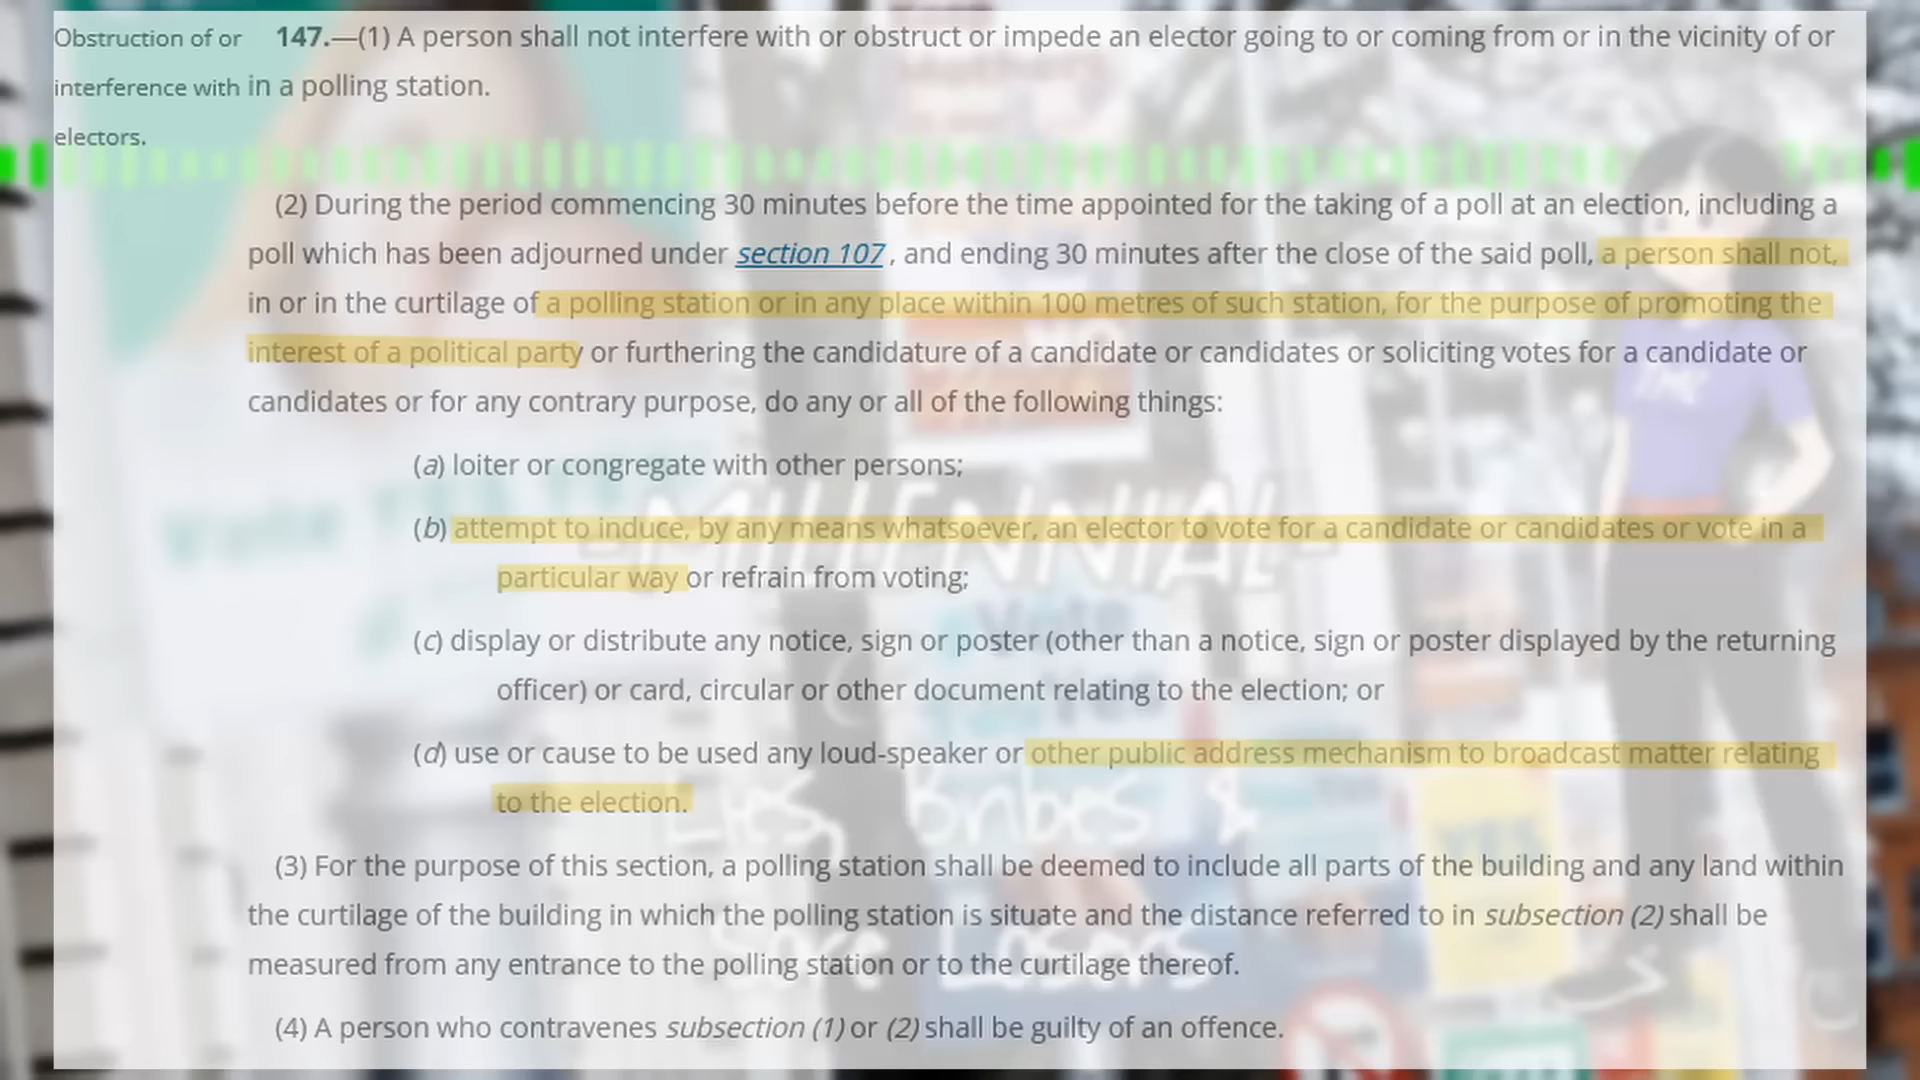 Obstruction of or 147.—(1) A person shall not interfere with or obstruct or impede an elector going to or coming from or in the vicinity of or
interference with in a polling station.
electors.
(2) During the period commencing 30 minutes before the time appointed for the taking of a poll at an election, including a
poll which has been adjourned under section 107 , and ending 30 minutes after the close of the said poll, a person shall not,
in or in the curtilage of a polling station or in any place within 100 metres of such station, for the purpose of promoting the
interest of a political party or furthering the candidature of a candidate or candidates or soliciting votes for a candidate or
candidates or for any contrary purpose, do any or all of the following things:
(a) loiter or congregate with other persons;
(b) attempt to induce, by any means whatsoever, an elector to vote for a candidate or candidates or vote in a
particular way or refrain from voting;
(c) display or distribute any notice, sign or poster (other than a notice, sign or poster displayed by the returning
officer) or card, circular or other document relating to the election; or
(d) use or cause to be used any loud-speaker or other public address mechanism to broadcast matter relating
to the election.
(3) For the purpose of this section, a polling station shall be deemed to include all parts of the building and any land within
the curtilage of the building in which the polling station is situate and the distance referred to in subsection (2) shall be
measured from any entrance to the polling station or to the curtilage thereof.
(4) A person who contravenes subsection (1) or (2) shall be guilty of an offence.
-MILLENNIAL-
Lies, Bribes &
Sore Losers
Vote
Yes
YES